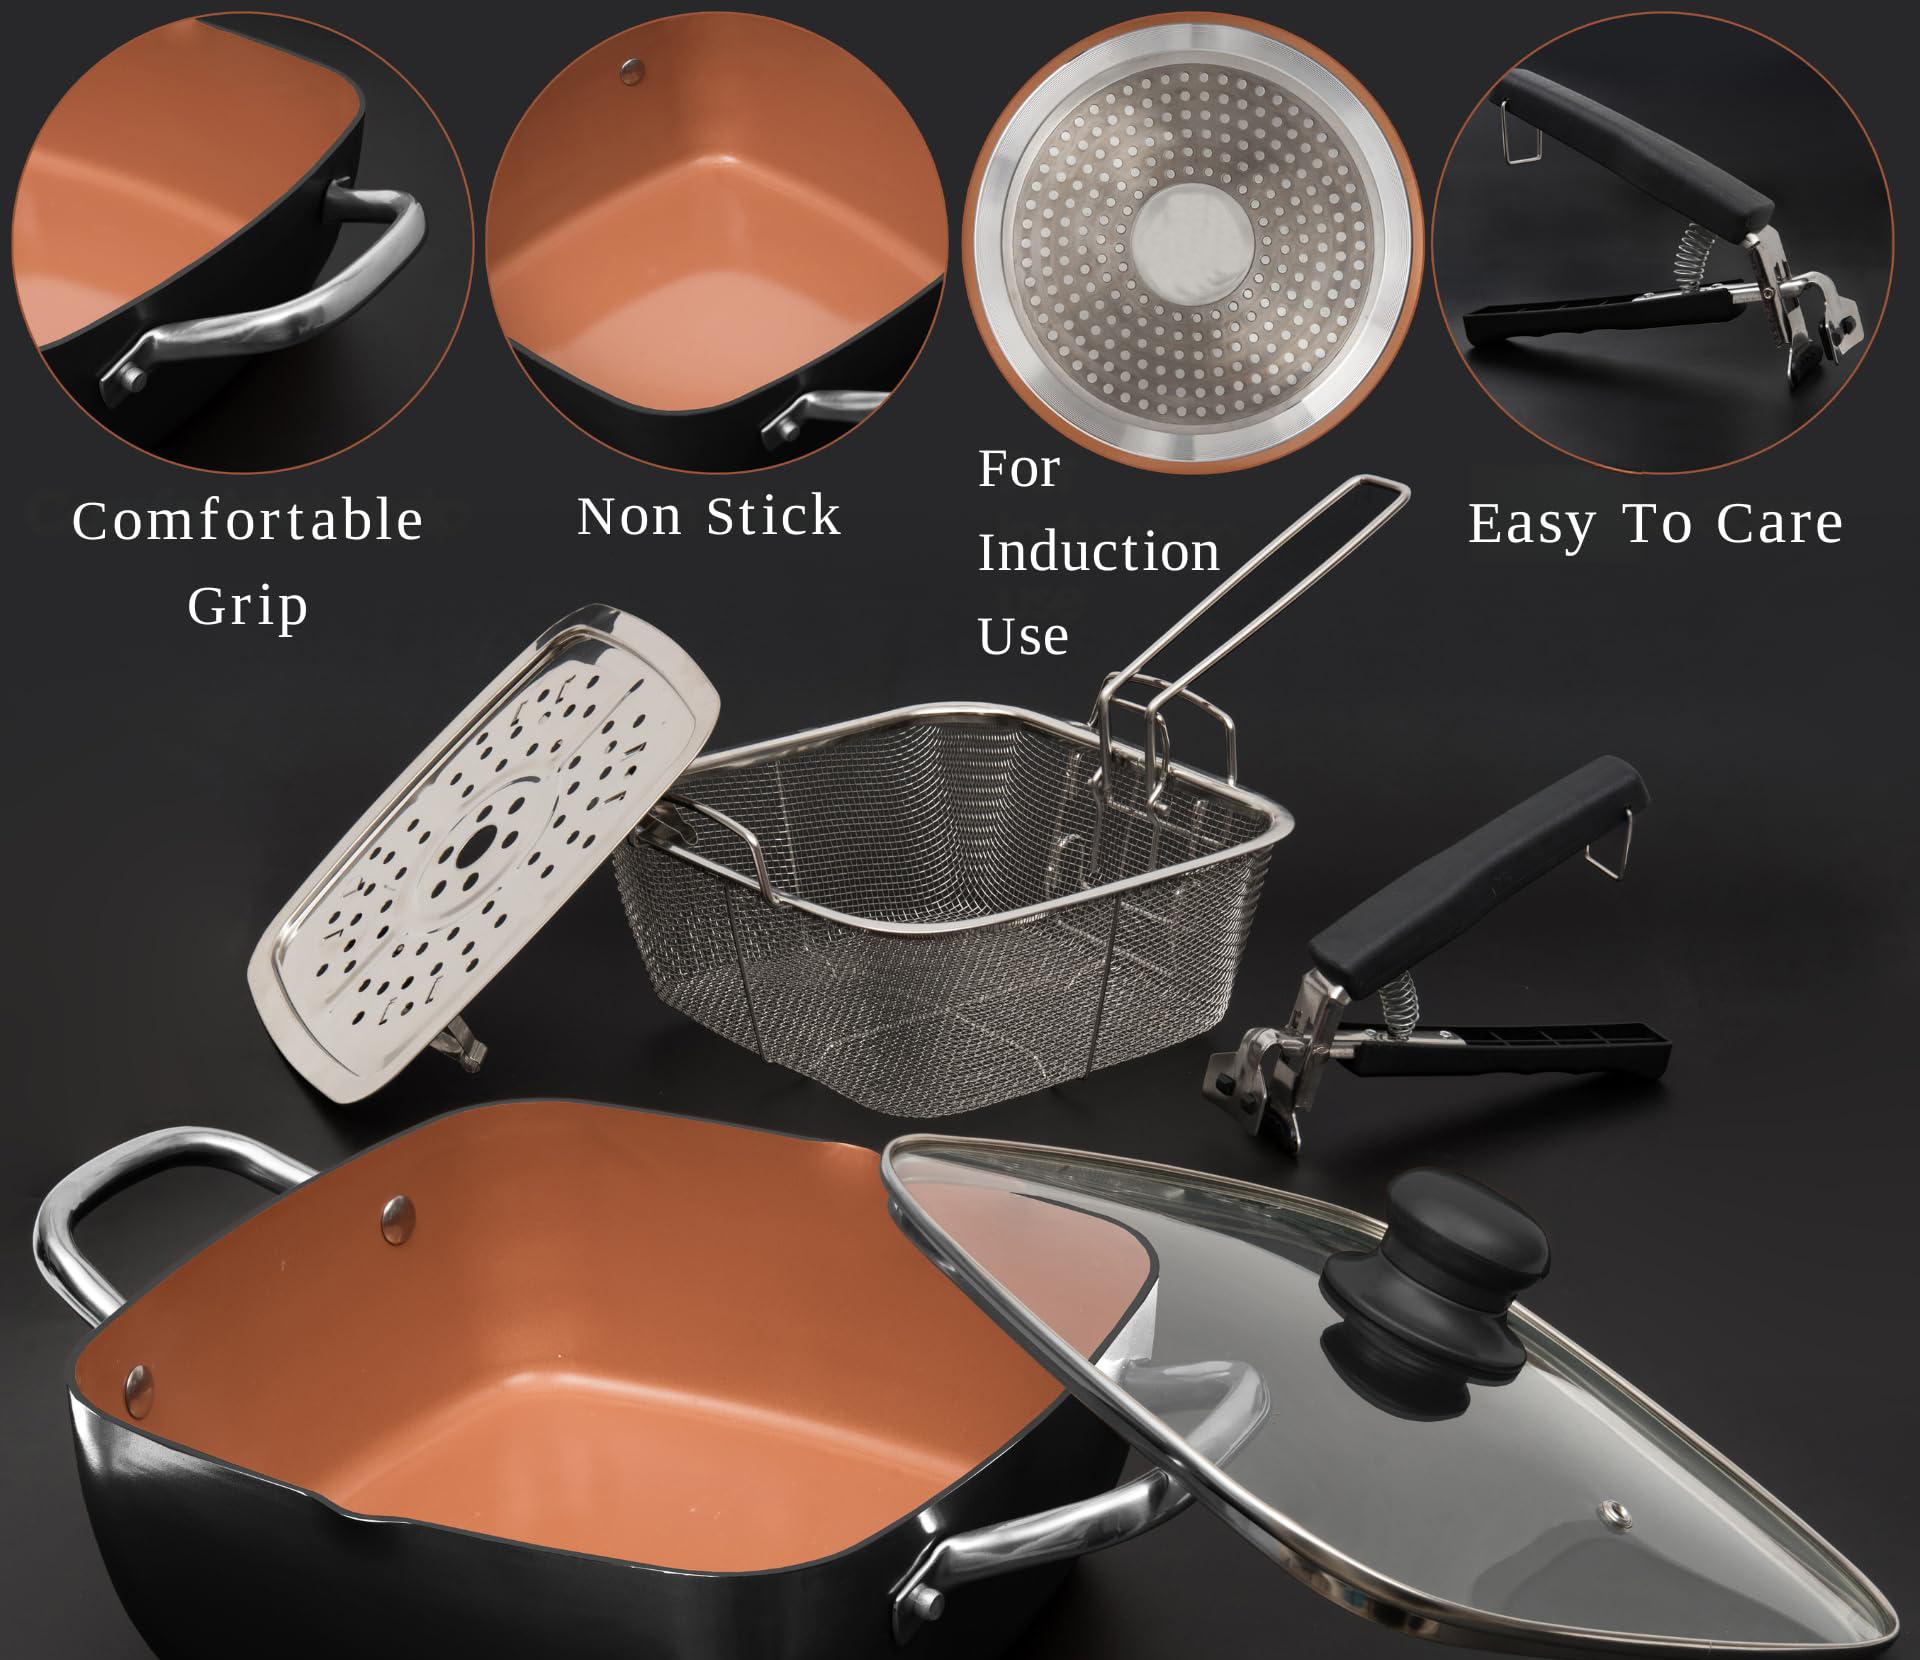 Comfortable
Grip
Non Stick
For
Induction
Use
Easy To Care